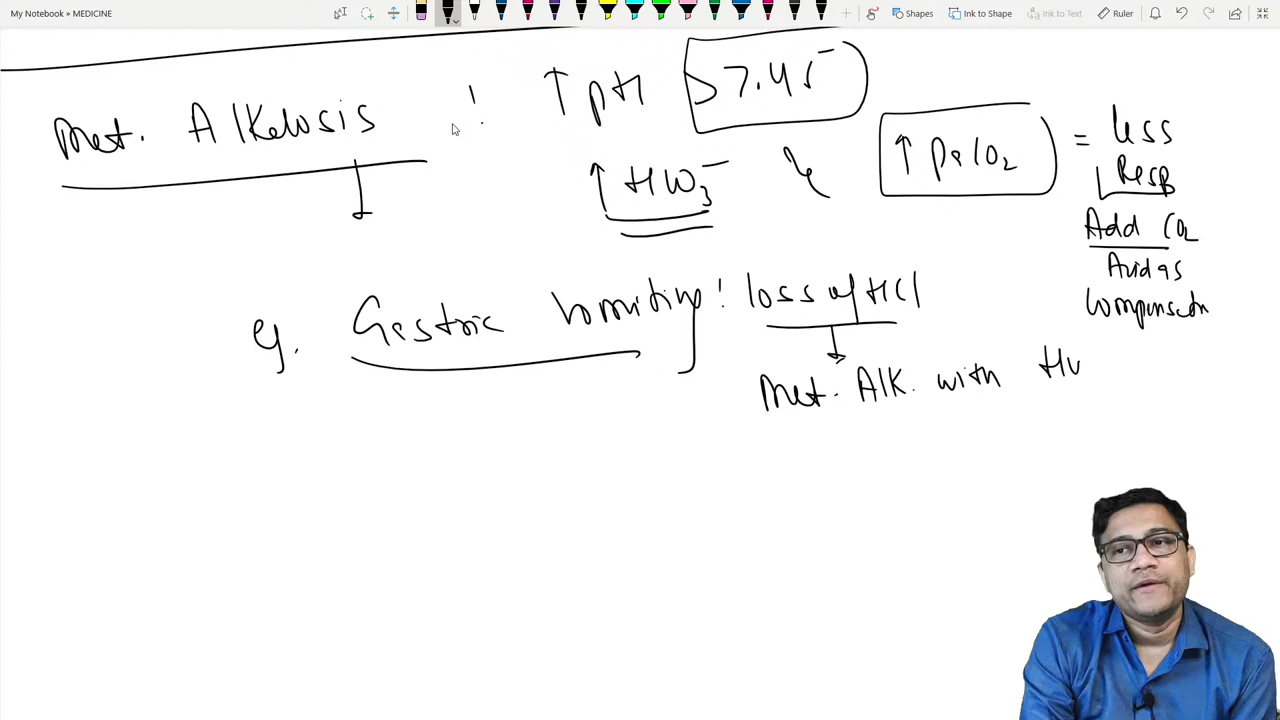 My Notebook » MEDICINE
Shapes
Ink to Shape
Ink to Text
Ruler
Met. Alkalosis : ↑ pH >7.45
↑ HCO3⁻ & ↑ PaCO2 = less
Resp
Add CO2
Acid as
Compensatn
eg. Gastric Vomiting : loss of HCl
Met. Alk. with